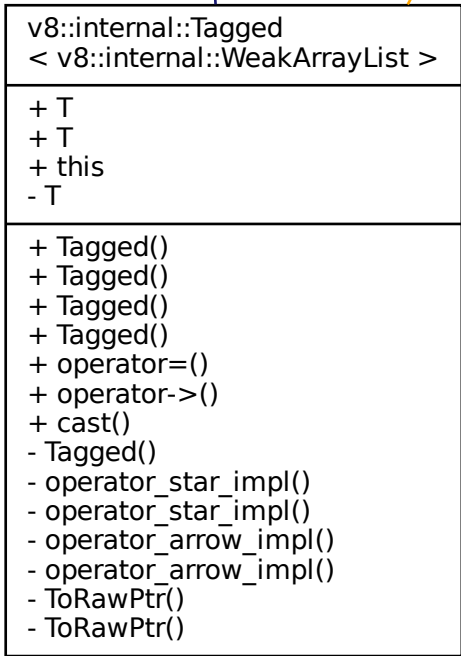 v8::internal::Tagged
< v8::internal::WeakArrayList >
+ T
+ T
+ this
- T
+ Tagged()
+ Tagged()
+ Tagged()
+ Tagged()
+ operator=()
+ operator->()
+ cast()
- Tagged()
- operator_star_impl()
- operator_star_impl()
- operator_arrow_impl()
- operator_arrow_impl()
- ToRawPtr()
- ToRawPtr()